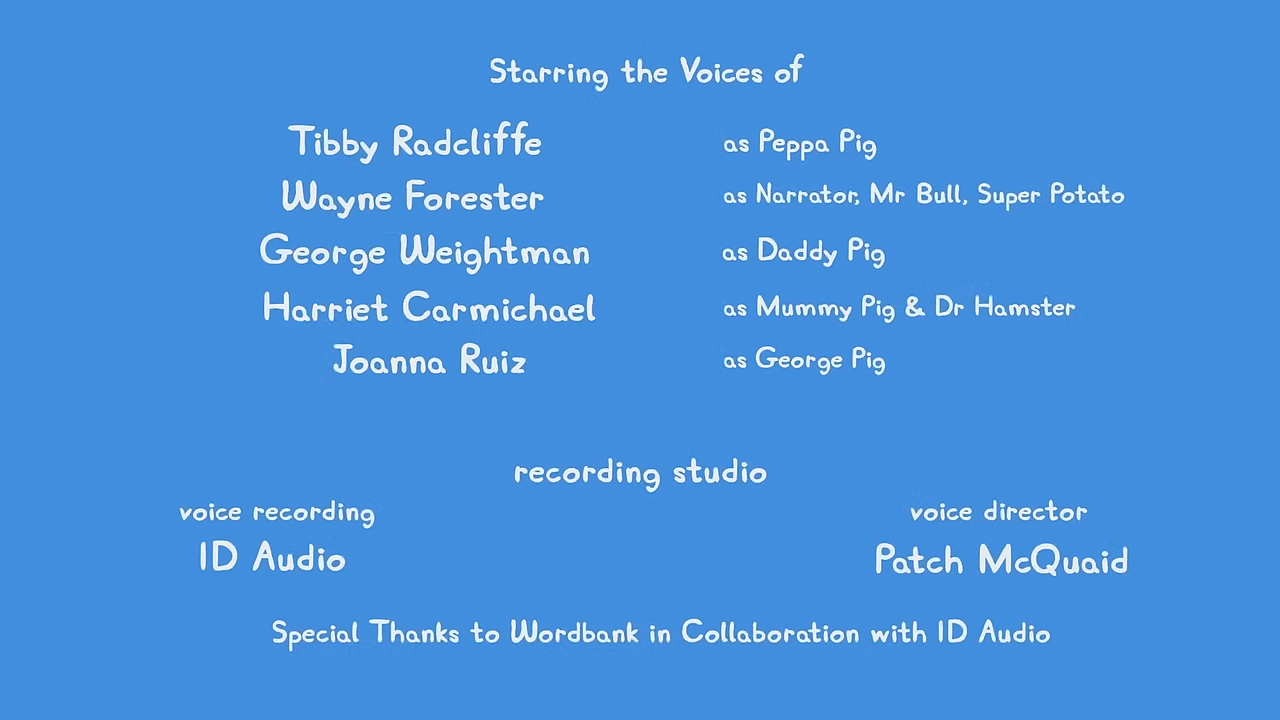 Starring the Voices of
Tibby Radcliffe as Peppa Pig
Wayne Forester as Narrator, Mr Bull, Super Potato
George Weightman as Daddy Pig
Harriet Carmichael as Mummy Pig & Dr Hamster
Joanna Ruiz as George Pig
recording studio
voice recording voice director
ID Audio Patch McQuaid
Special Thanks to Wordbank in Collaboration with ID Audio